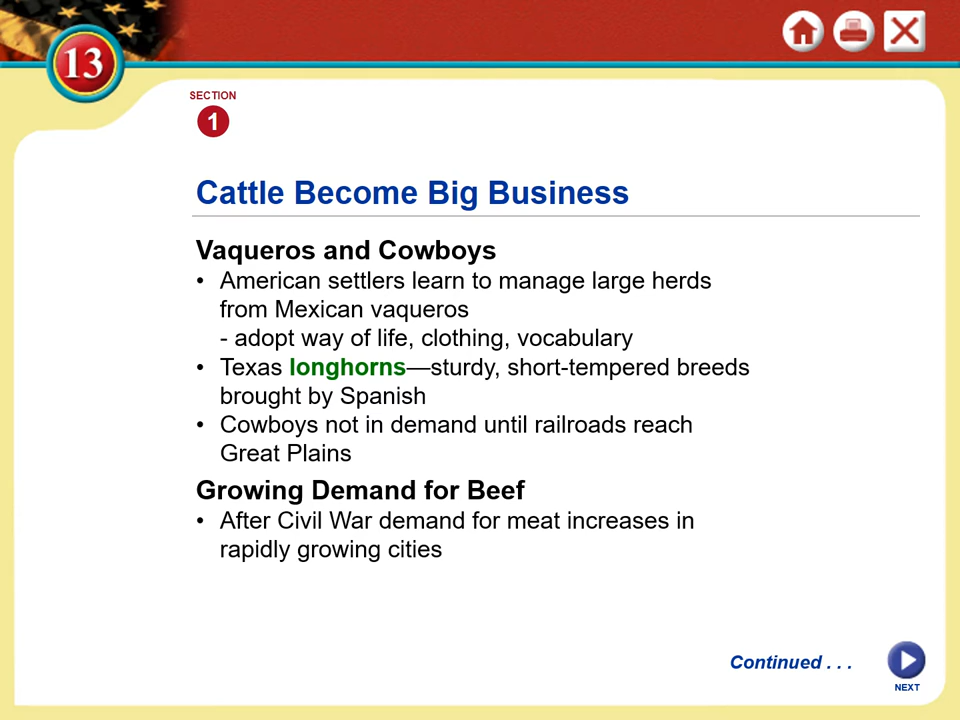 13
SECTION
1
Cattle Become Big Business
Vaqueros and Cowboys
• American settlers learn to manage large herds
from Mexican vaqueros
- adopt way of life, clothing, vocabulary
• Texas longhorns—sturdy, short-tempered breeds
brought by Spanish
• Cowboys not in demand until railroads reach
Great Plains
Growing Demand for Beef
• After Civil War demand for meat increases in
rapidly growing cities
Continued . . .
NEXT